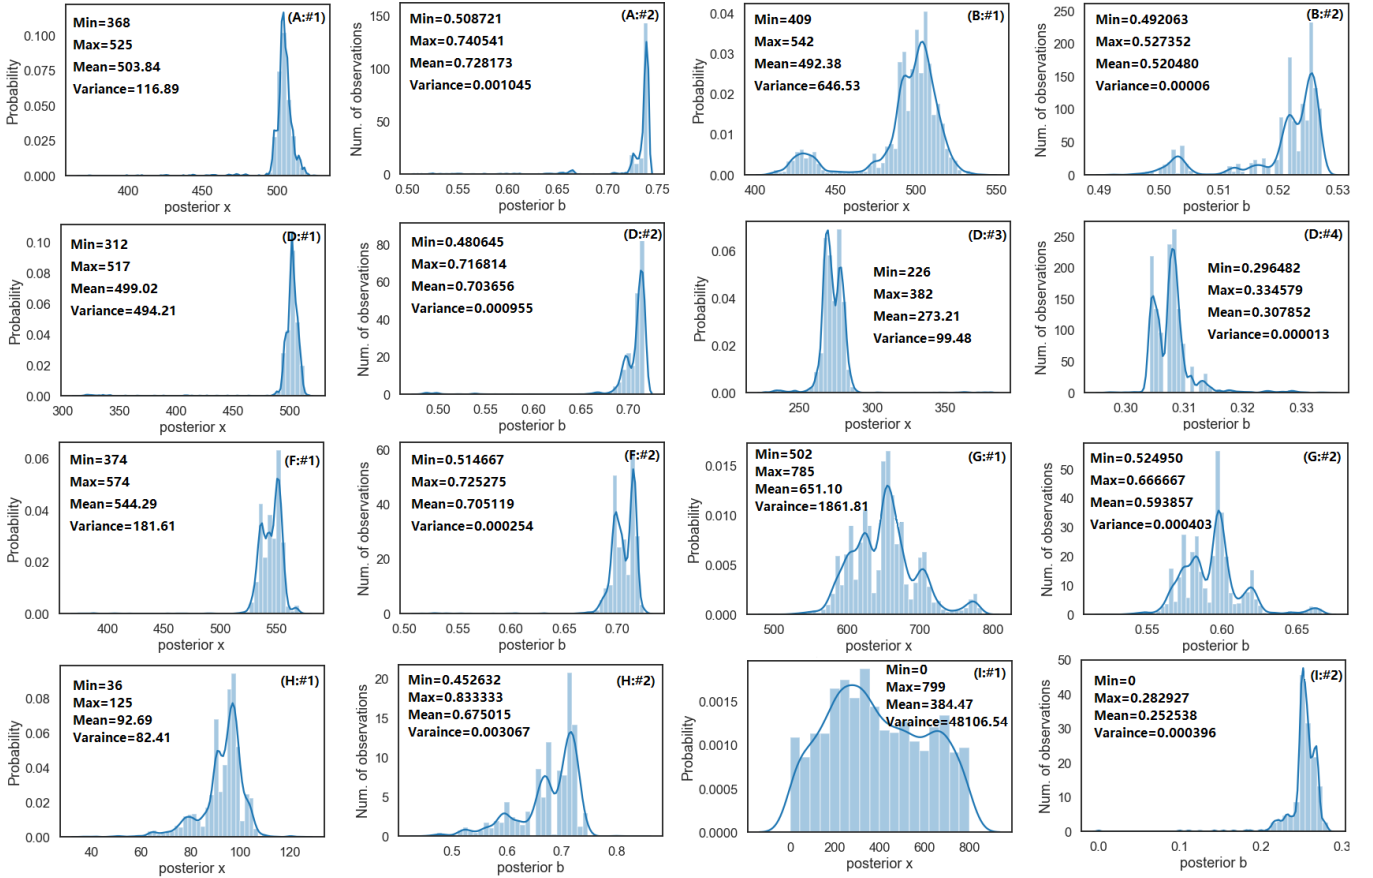 (A:#1)
Min=368
Max=525
Mean=503.84
Variance=116.89
Probability
0.100
0.075
0.050
0.025
0.000
400 450 500
posterior x
(A:#2)
Min=0.508721
Max=0.740541
Mean=0.728173
Variance=0.001045
Num. of observations
150
100
50
0
0.50 0.55 0.60 0.65 0.70 0.75
posterior b
(B:#1)
Min=409
Max=542
Mean=492.38
Variance=646.53
Probability
0.04
0.03
0.02
0.01
0.00
400 450 500 550
posterior x
(B:#2)
Min=0.492063
Max=0.527352
Mean=0.520480
Variance=0.00006
Num. of observations
250
200
150
100
50
0
0.49 0.50 0.51 0.52 0.53
posterior b
(D:#1)
Min=312
Max=517
Mean=499.02
Variance=494.21
Probability
0.10
0.08
0.06
0.04
0.02
0.00
300 350 400 450 500
posterior x
(D:#2)
Min=0.480645
Max=0.716814
Mean=0.703656
Variance=0.000955
Num. of observations
80
60
40
20
0
0.50 0.55 0.60 0.65 0.70
posterior b
(D:#3)
Min=226
Max=382
Mean=273.21
Variance=99.48
Probability
0.06
0.04
0.02
0.00
250 300 350
posterior x
(D:#4)
Min=0.296482
Max=0.334579
Mean=0.307852
Variance=0.000013
Num. of observations
250
200
150
100
50
0
0.30 0.31 0.32 0.33
posterior b
(F:#1)
Min=374
Max=574
Mean=544.29
Variance=181.61
Probability
0.06
0.04
0.02
0.00
400 450 500 550
posterior x
(F:#2)
Min=0.514667
Max=0.725275
Mean=0.705119
Variance=0.000254
Num. of observations
60
40
20
0
0.50 0.55 0.60 0.65 0.70
posterior b
(G:#1)
Min=502
Max=785
Mean=651.10
Varaince=1861.81
Probability
0.015
0.010
0.005
0.000
500 600 700 800
posterior x
(G:#2)
Min=0.524950
Max=0.666667
Mean=0.593857
Variance=0.000403
Num. of observations
50
40
30
20
10
0
0.55 0.60 0.65
posterior b
(H:#1)
Min=36
Max=125
Mean=92.69
Varaince=82.41
Probability
0.08
0.06
0.04
0.02
0.00
40 60 80 100 120
posterior x
(H:#2)
Min=0.452632
Max=0.833333
Mean=0.675015
Varaince=0.003067
Num. of observations
20
15
10
5
0
0.5 0.6 0.7 0.8
posterior b
(I:#1)
Min=0
Max=799
Mean=384.47
Varaince=48106.54
Probability
0.0015
0.0010
0.0005
0.0000
0 200 400 600 800
posterior x
(I:#2)
Min=0
Max=0.282927
Mean=0.252538
Varaince=0.000396
Num. of observations
50
40
30
20
10
0
0.0 0.1 0.2 0.3
posterior b